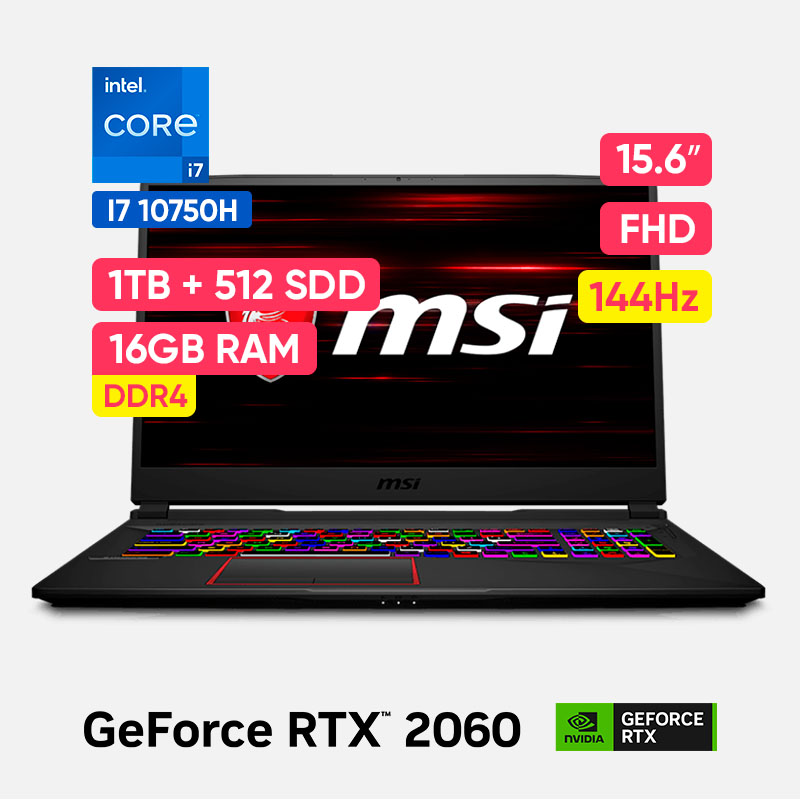 intel.
CORE
i7
I7 10750H
1TB + 512 SDD
16GB RAM
DDR4
15.6”
FHD
144Hz
msi
msi
GeForce RTX™ 2060
NVIDIA
GEFORCE
RTX